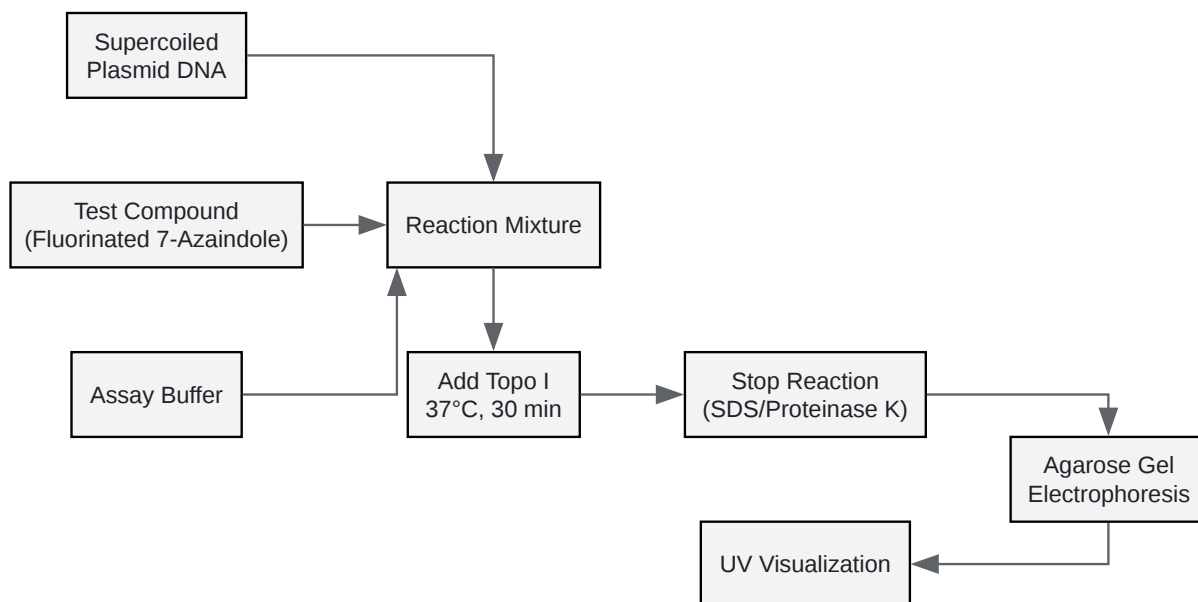 Supercoiled
Plasmid DNA
Test Compound
(Fluorinated 7-Azaindole)
Reaction Mixture
Assay Buffer
Add Topo I
37°C, 30 min
Stop Reaction
(SDS/Proteinase K)
Agarose Gel
Electrophoresis
UV Visualization